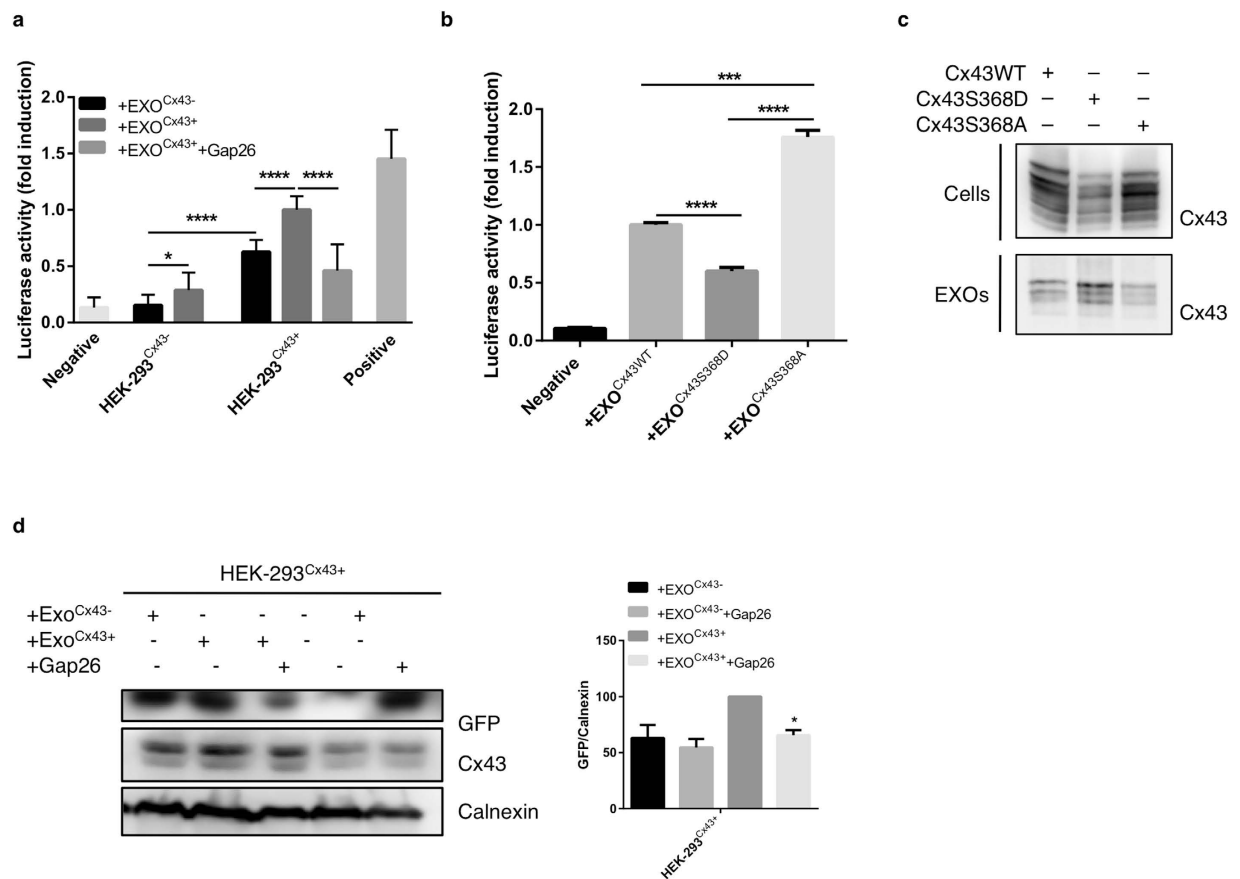 a
Luciferase activity (fold induction)
2.0
1.5
1.0
0.5
0.0
+EXOCx43-
+EXOCx43+
+EXOCx43++Gap26
****
*
****
****
Negative
HEK-293Cx43-
HEK-293Cx43+
Positive
b
Luciferase activity (fold induction)
2.0
1.5
1.0
0.5
0.0
***
****
****
Negative
+EXOCx43WT
+EXOCx43S368D
+EXOCx43S368A
c
Cx43WT + – –
Cx43S368D – + –
Cx43S368A – – +
Cells
Cx43
EXOs
Cx43
d
HEK-293Cx43+
+ExoCx43- + - - - +
+ExoCx43+ - + + - -
+Gap26 - - + - +
GFP
Cx43
Calnexin
+EXOCx43-
+EXOCx43-+Gap26
+EXOCx43+
+EXOCx43++Gap26
GFP/Calnexin
150
100
50
0
*
HEK-293Cx43+